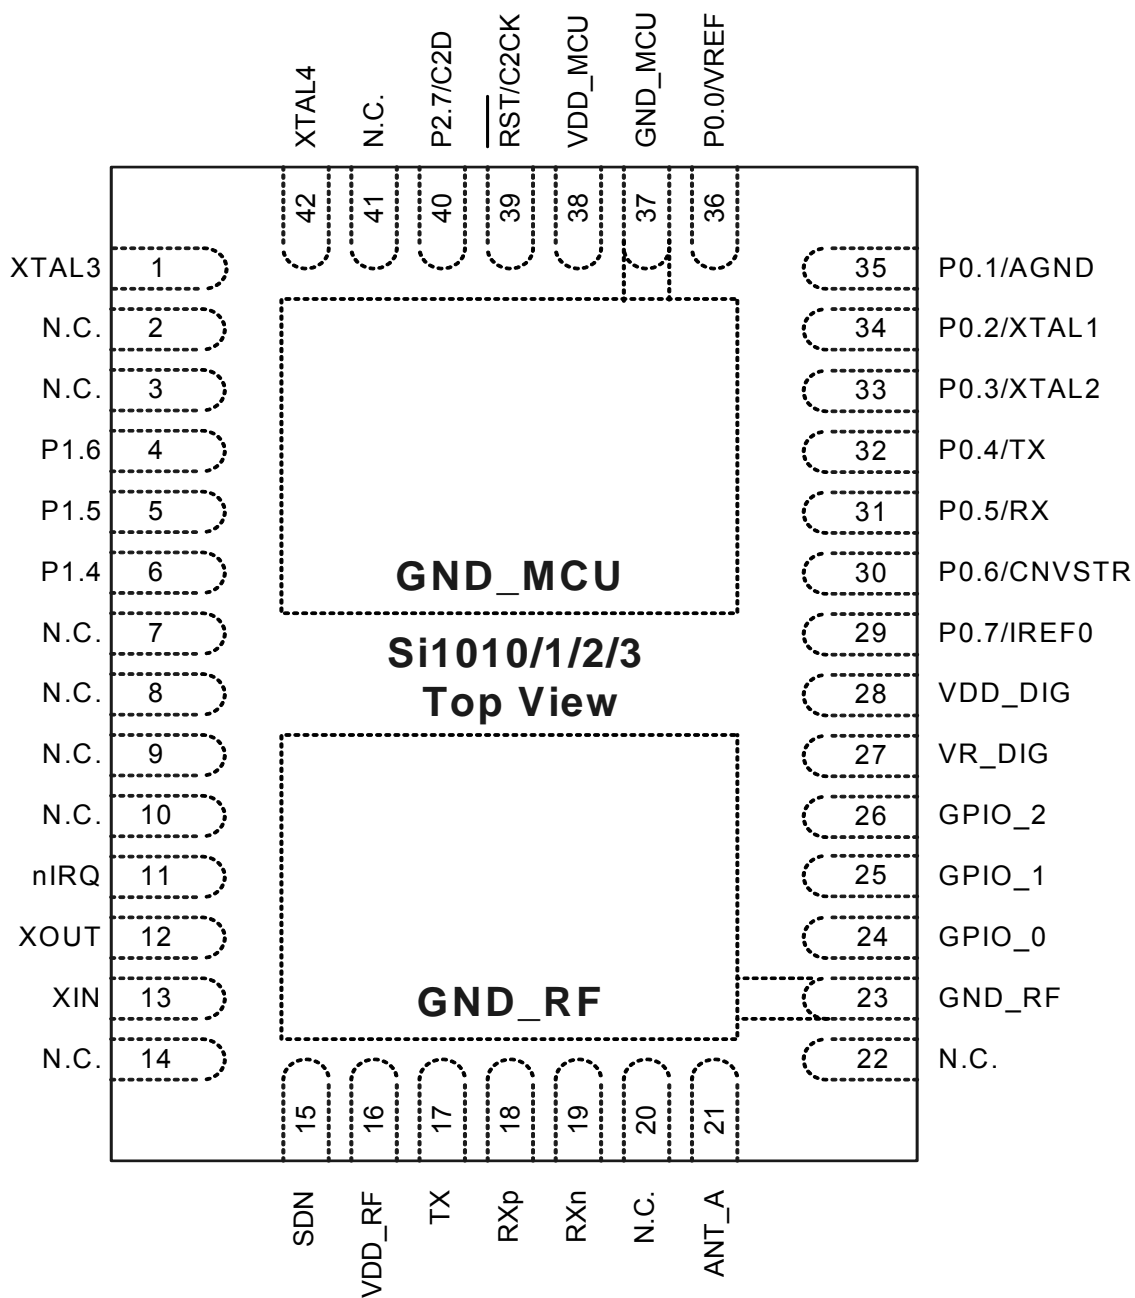 XTAL4
N.C.
P2.7/C2D
RST/C2CK
VDD_MCU
GND_MCU
P0.0/VREF
42
41
40
39
38
37
36
XTAL3 1
N.C. 2
N.C. 3
P1.6 4
P1.5 5
P1.4 6
N.C. 7
N.C. 8
N.C. 9
N.C. 10
nIRQ 11
XOUT 12
XIN 13
N.C. 14
GND_MCU
Si1010/1/2/3
Top View
GND_RF
35 P0.1/AGND
34 P0.2/XTAL1
33 P0.3/XTAL2
32 P0.4/TX
31 P0.5/RX
30 P0.6/CNVSTR
29 P0.7/IREF0
28 VDD_DIG
27 VR_DIG
26 GPIO_2
25 GPIO_1
24 GPIO_0
23 GND_RF
22 N.C.
15
16
17
18
19
20
21
SDN
VDD_RF
TX
RXp
RXn
N.C.
ANT_A